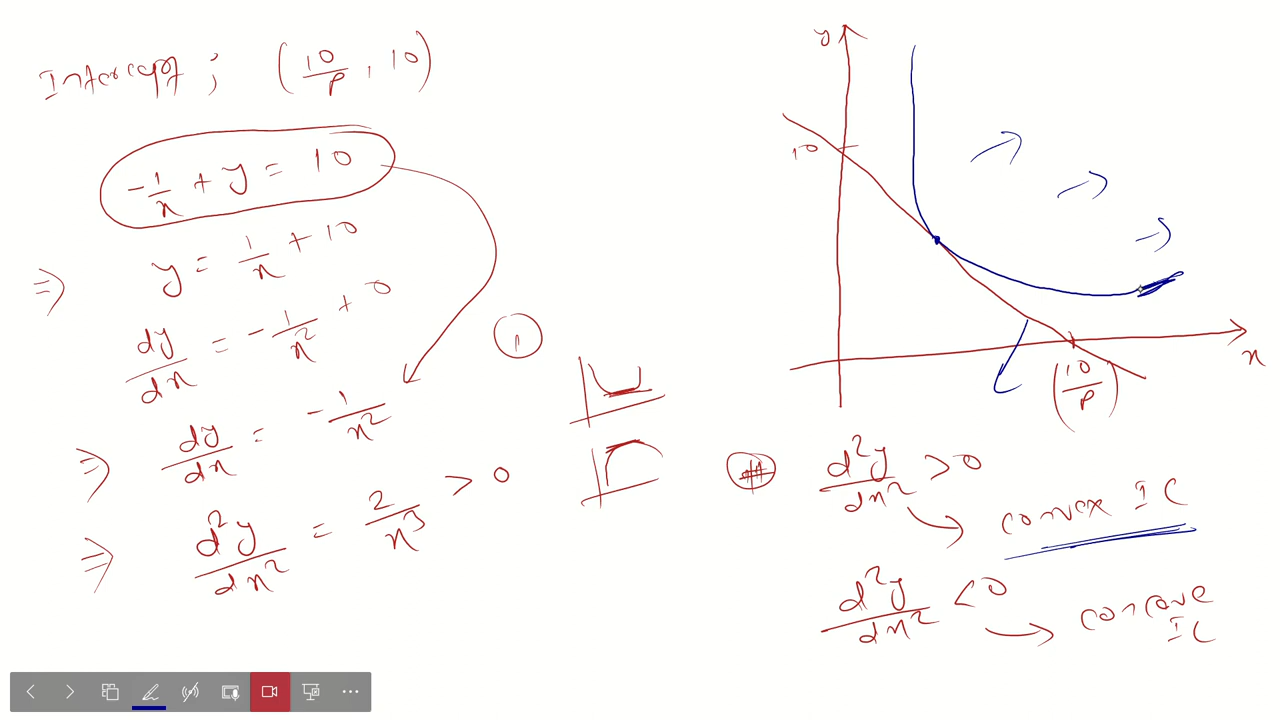 Intercept ; (10/P, 10)
-1/x + y = 10
⇒ y = 1/x + 10
dy/dx = -1/x² + 0
⇒ dy/dx = -1/x²
⇒ d²y/dx² = 2/x³ > 0
1
y
10
x
(10/P)
# d²y/dx² > 0
→ convex IC
d²y/dx² < 0
→ concave
IC